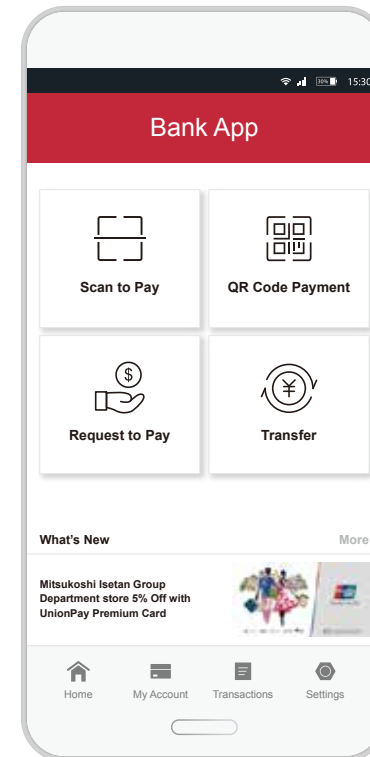 30% 15:30
Bank App
Scan to Pay
QR Code Payment
Request to Pay
Transfer
What's New
More
Mitsukoshi Isetan Group
Department store 5% Off with
UnionPay Premium Card
Home
My Account
Transactions
Settings